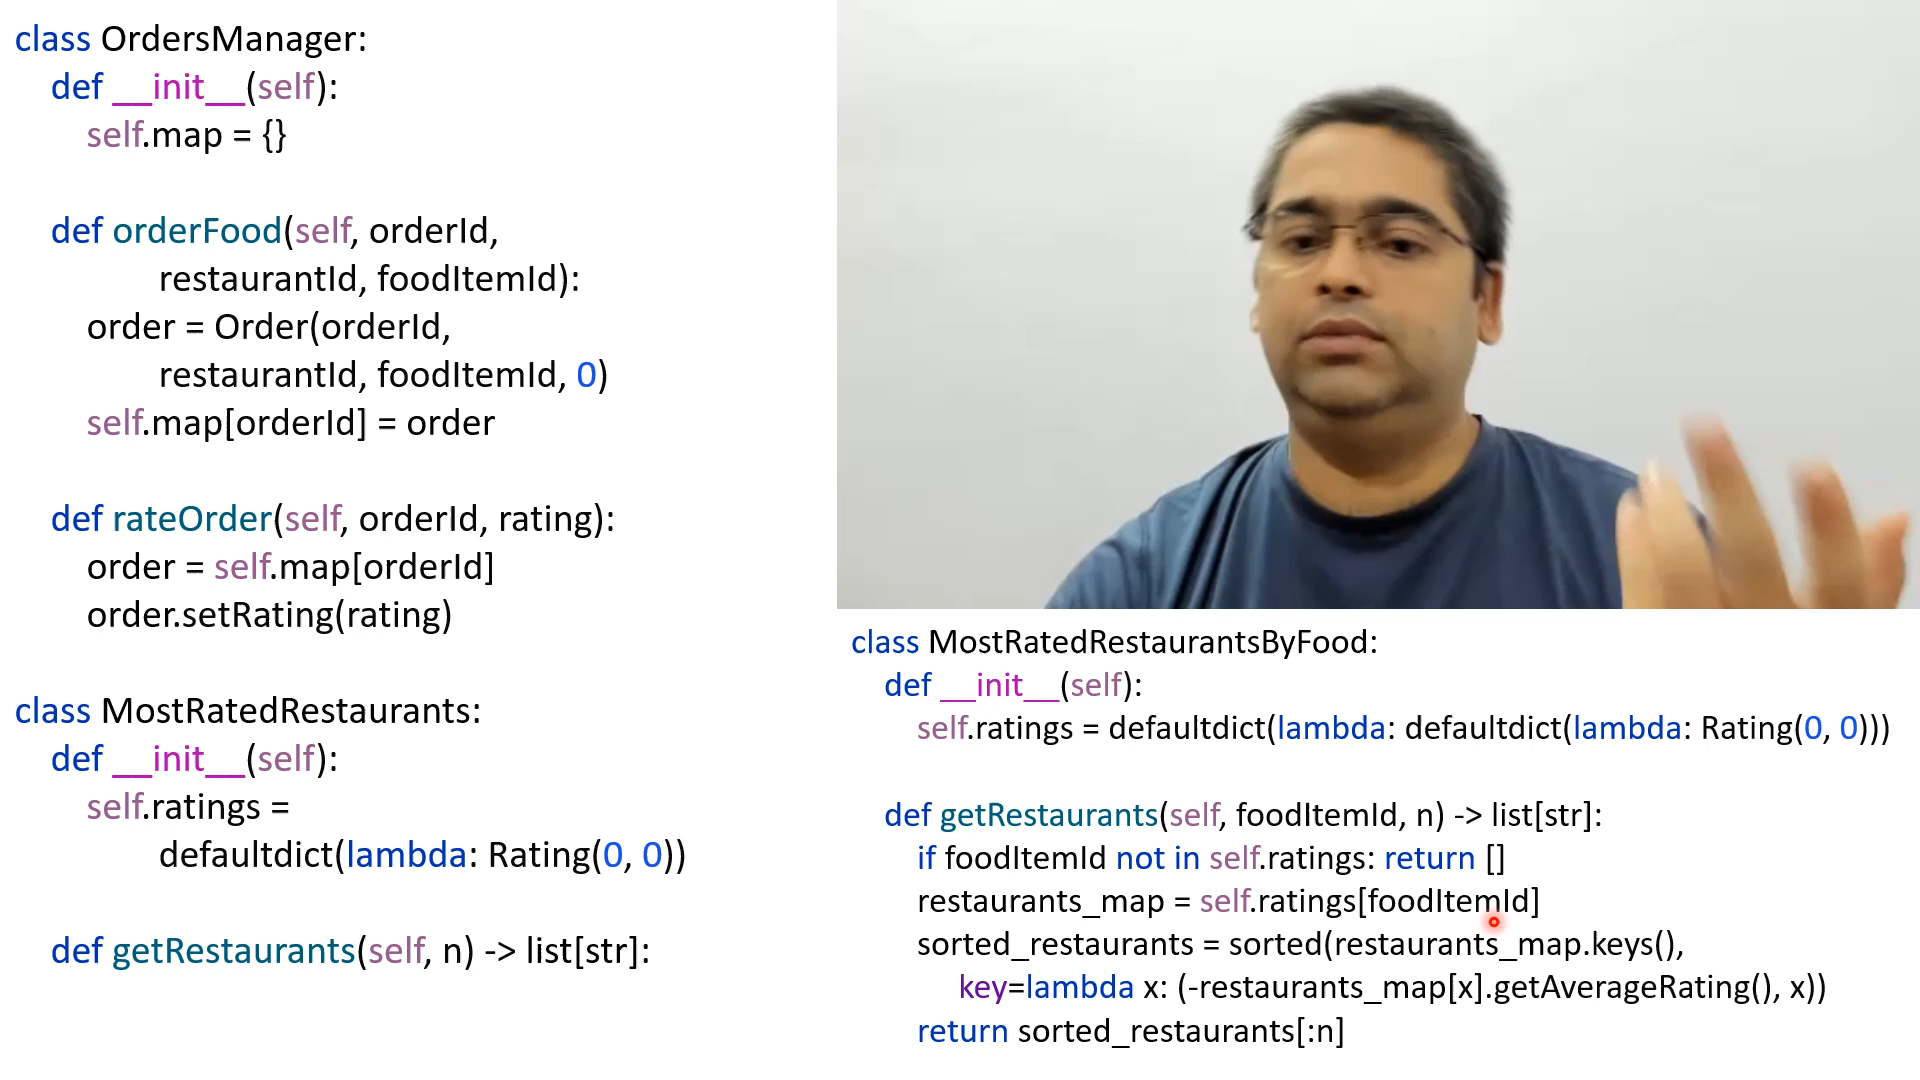 class OrdersManager:
def __init__(self):
self.map = {}
def orderFood(self, orderId,
restaurantId, foodItemId):
order = Order(orderId,
restaurantId, foodItemId, 0)
self.map[orderId] = order
def rateOrder(self, orderId, rating):
order = self.map[orderId]
order.setRating(rating)
class MostRatedRestaurants:
def __init__(self):
self.ratings =
defaultdict(lambda: Rating(0, 0))
def getRestaurants(self, n) -> list[str]:
class MostRatedRestaurantsByFood:
def __init__(self):
self.ratings = defaultdict(lambda: defaultdict(lambda: Rating(0, 0)))
def getRestaurants(self, foodItemId, n) -> list[str]:
if foodItemId not in self.ratings: return []
restaurants_map = self.ratings[foodItemId]
sorted_restaurants = sorted(restaurants_map.keys(),
key=lambda x: (-restaurants_map[x].getAverageRating(), x))
return sorted_restaurants[:n]